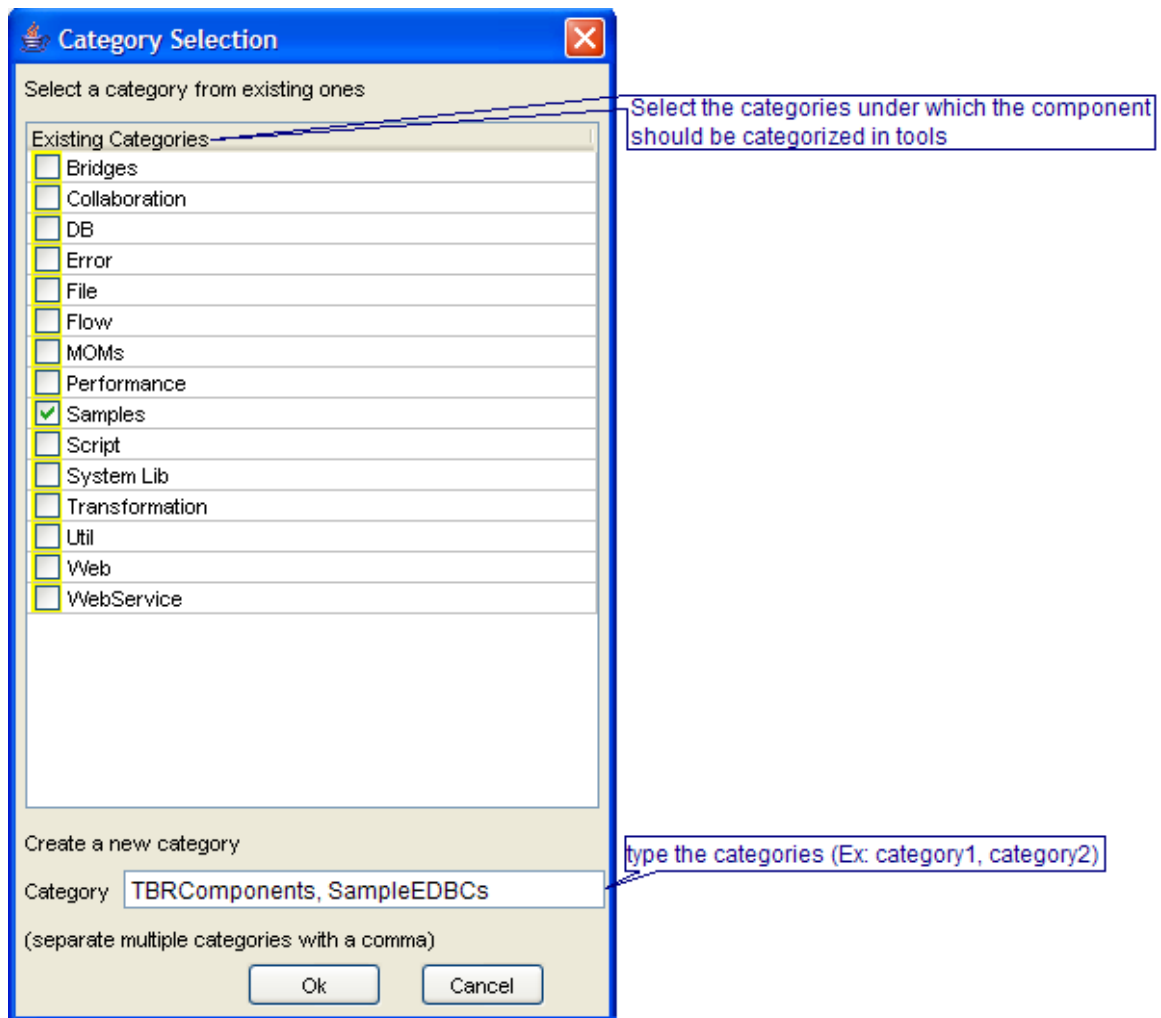 Category Selection
Select a category from existing ones
Select the categories under which the component
should be categorized in tools
Existing Categories
Bridges
Collaboration
DB
Error
File
Flow
MOMs
Performance
Samples
Script
System Lib
Transformation
Util
Web
WebService
Create a new category
type the categories (Ex: category1, category2)
Category TBRComponents, SampleEDBCs
(separate multiple categories with a comma)
Ok Cancel